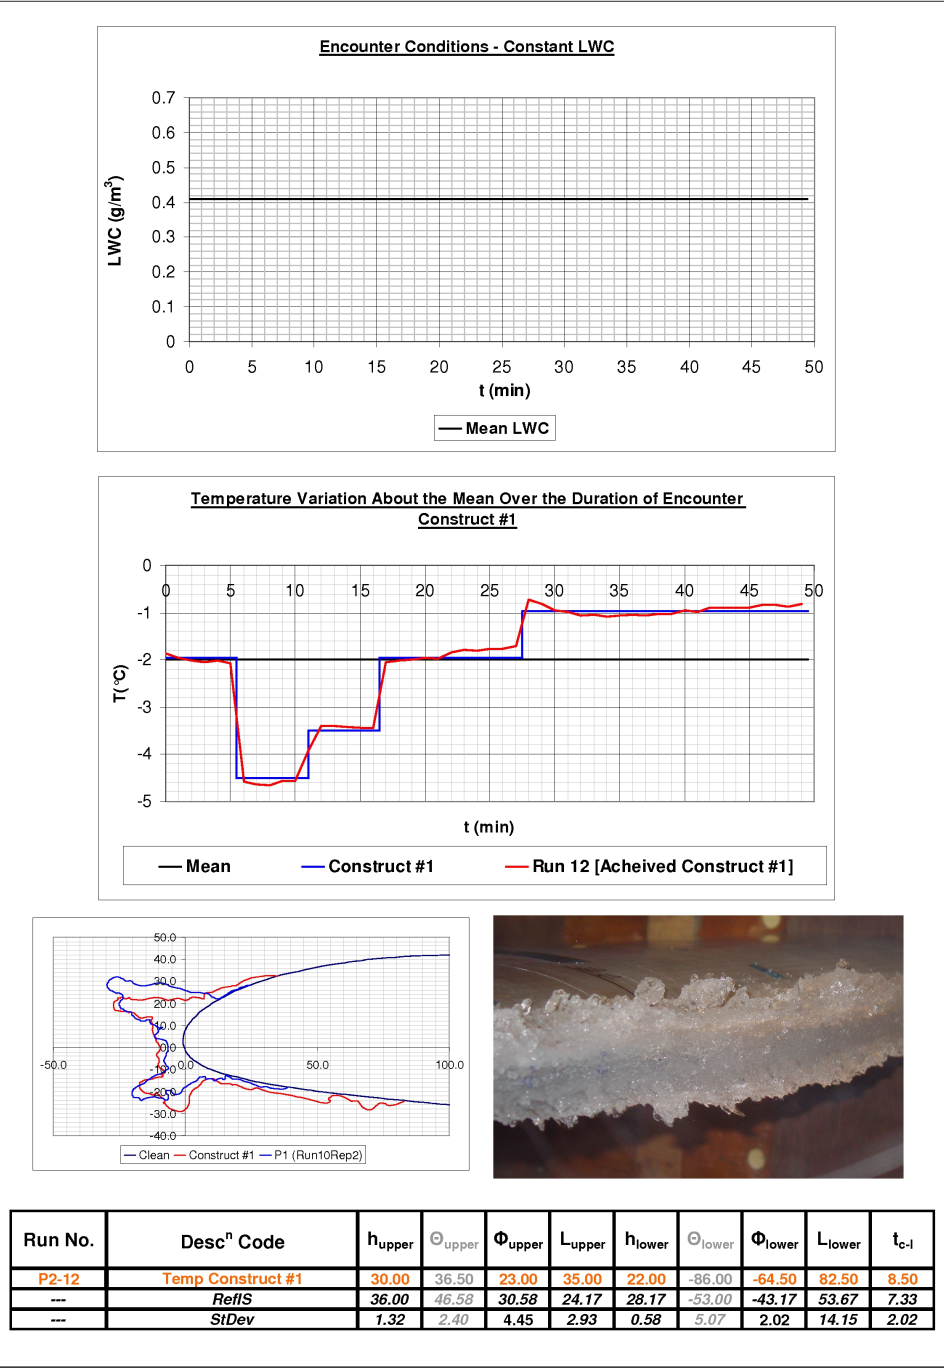 Encounter Conditions - Constant LWC
0.7
0.6
0.5
0.4
0.3
0.2
0.1
0
LWC (g/m³)
0 5 10 15 20 25 30 35 40 45 50
t (min)
Mean LWC
Temperature Variation About the Mean Over the Duration of Encounter
Construct #1
0
0 5 10 15 20 25 30 35 40 45 50
-1
-2
-3
-4
-5
T(°C)
t (min)
Mean Construct #1 Run 12 [Acheived Construct #1]
50.0
40.0
30.0
20.0
10.0
0.0
-50.0 0.0 50.0 100.0
-10.0
-20.0
-30.0
-40.0
Clean Construct #1 P1 (Run10Rep2)
Run No. Descⁿ Code h upper Θ upper Φ upper L upper h lower Θ lower Φ lower L lower t c-l
P2-12 Temp Construct #1 30.00 36.50 23.00 35.00 22.00 -86.00 -64.50 82.50 8.50
--- RefIS 36.00 46.58 30.58 24.17 28.17 -53.00 -43.17 53.67 7.33
--- StDev 1.32 2.40 4.45 2.93 0.58 5.07 2.02 14.15 2.02